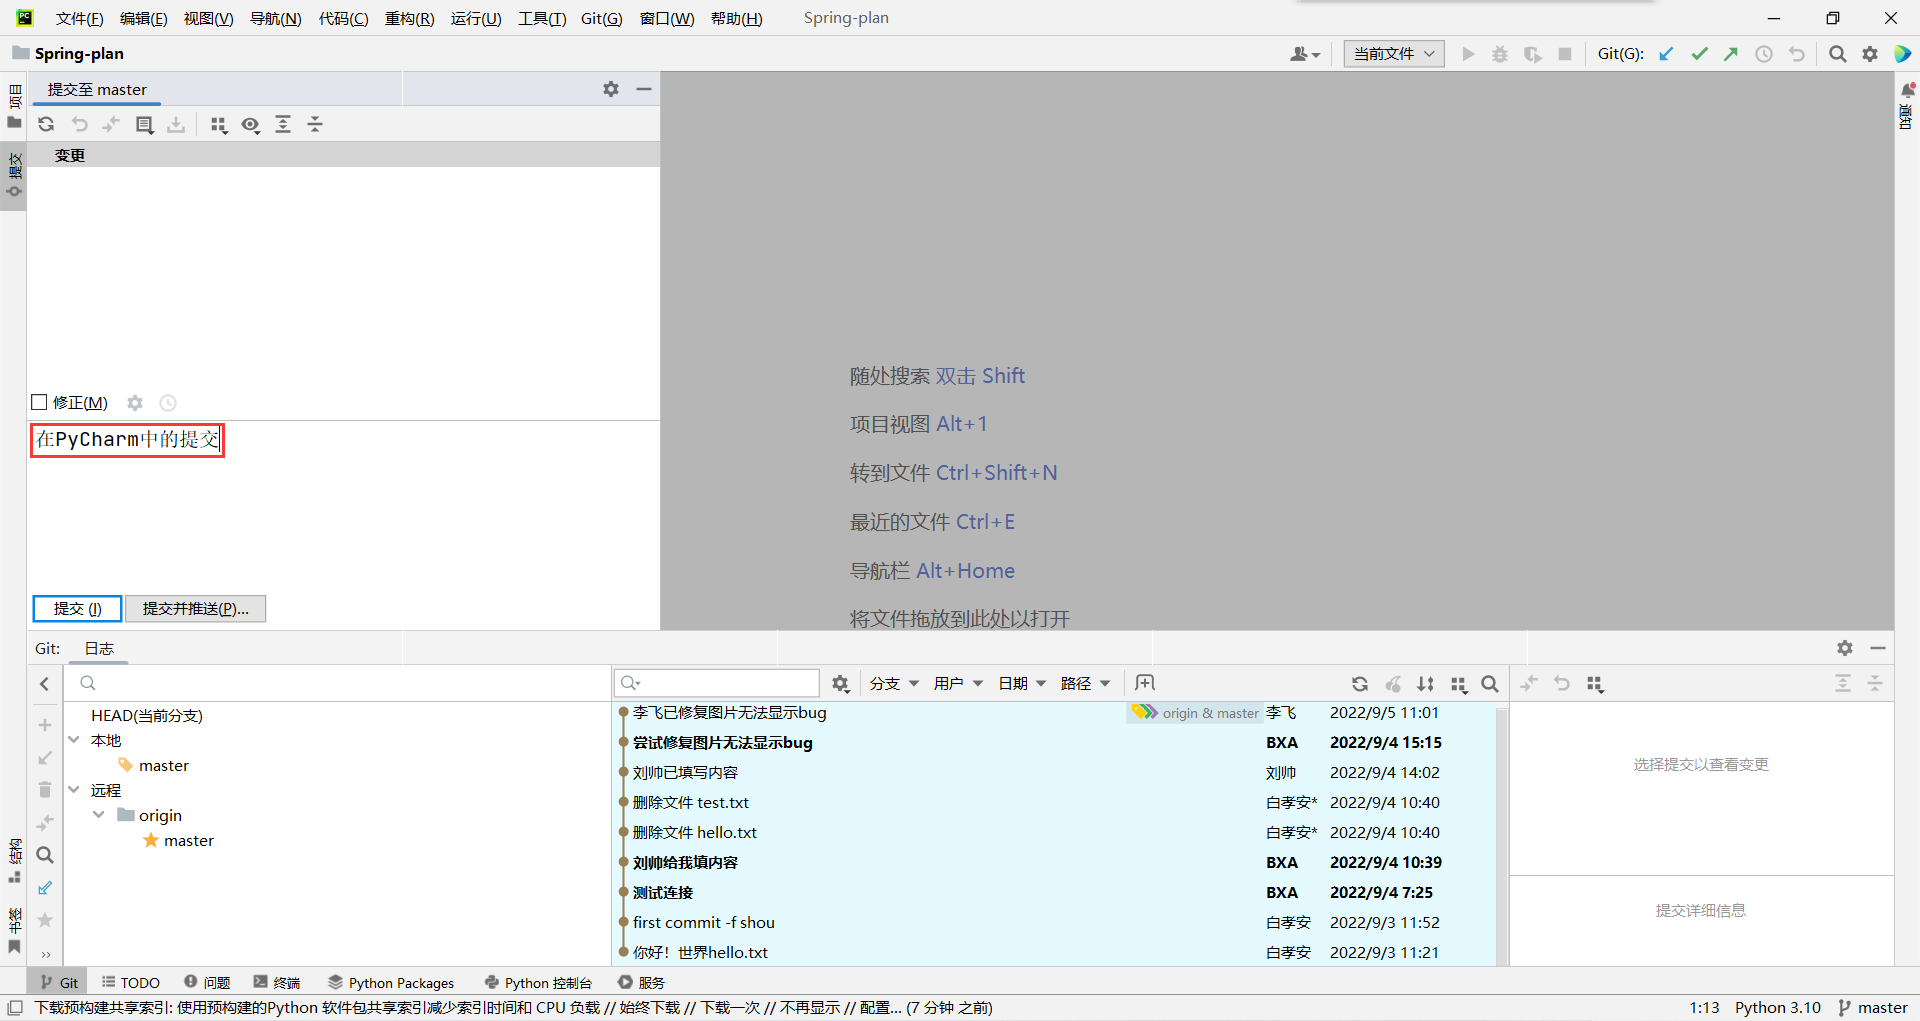 文件(F) 编辑(E) 视图(V) 导航(N) 代码(C) 重构(R) 运行(U) 工具(T) Git(G) 窗口(W) 帮助(H) Spring-plan
Spring-plan
当前文件
Git(G):
项目
提交
提交至 master
变更
通知
修正(M)
在PyCharm中的提交
提交 (I) 提交并推送(P)...
随处搜索 双击 Shift
项目视图 Alt+1
转到文件 Ctrl+Shift+N
最近的文件 Ctrl+E
导航栏 Alt+Home
将文件拖放到此处以打开
Git: 日志
HEAD(当前分支)
本地
master
远程
origin
master
分支 用户 日期 路径
李飞已修复图片无法显示bug origin & master 李飞 2022/9/5 11:01
尝试修复图片无法显示bug BXA 2022/9/4 15:15
刘帅已填写内容 刘帅 2022/9/4 14:02
删除文件 test.txt 白孝安* 2022/9/4 10:40
删除文件 hello.txt 白孝安* 2022/9/4 10:40
刘帅给我填内容 BXA 2022/9/4 10:39
测试连接 BXA 2022/9/4 7:25
first commit -f shou 白孝安 2022/9/3 11:52
你好！世界hello.txt 白孝安 2022/9/3 11:21
选择提交以查看变更
提交详细信息
结构
书签
Git TODO 问题 终端 Python Packages Python 控制台 服务
下载预构建共享索引: 使用预构建的Python 软件包共享索引减少索引时间和 CPU 负载 // 始终下载 // 下载一次 // 不再显示 // 配置... (7 分钟 之前) 1:13 Python 3.10 master